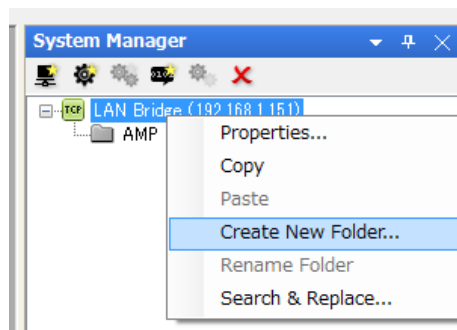 System Manager
TCP LAN Bridge (192.168.1.151)
AMP
Properties...
Copy
Paste
Create New Folder...
Rename Folder
Search & Replace...